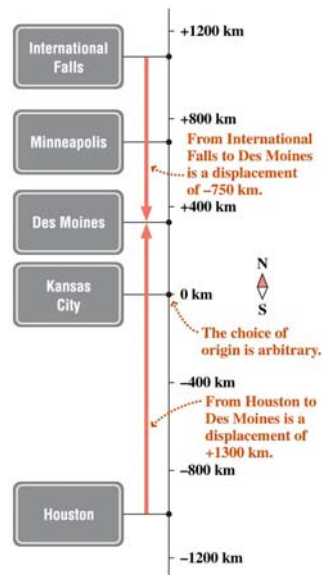 +1200 km
International
Falls
+800 km
Minneapolis
From International
Falls to Des Moines
is a displacement
of –750 km.
+400 km
Des Moines
Kansas
City
0 km
N
S
The choice of
origin is arbitrary.
–400 km
From Houston to
Des Moines is a
displacement of
+1300 km.
–800 km
Houston
–1200 km